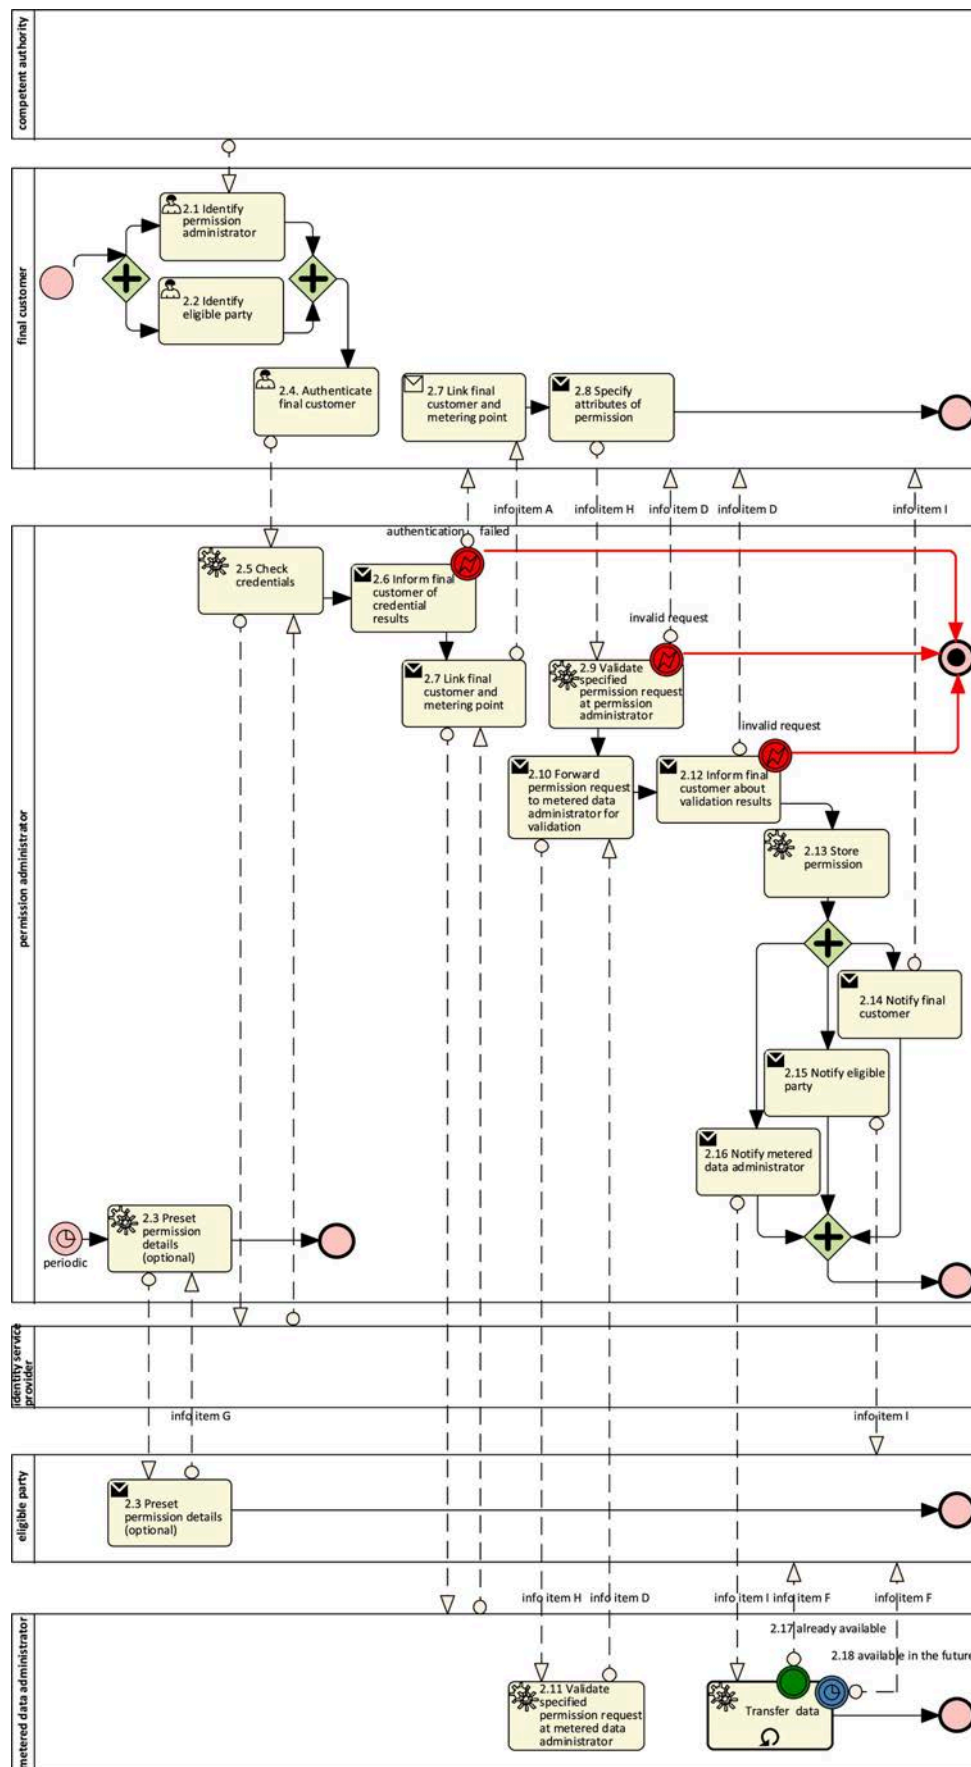 competent authority
final customer
2.1 Identify
permission
administrator
2.2 Identify
eligible party
2.4. Authenticate
final customer
2.7 Link final
customer and
metering point
2.8 Specify
attributes of
permission
info item A
info item H
info item D
info item D
info item I
permission administrator
authentication failed
2.5 Check
credentials
2.6 Inform final
customer of
credential
results
invalid request
2.7 Link final
customer and
metering point
2.9 Validate
specified
permission request
at permission
administrator
invalid request
2.10 Forward
permission request
to metered data
administrator for
validation
2.12 Inform final
customer about
validation results
2.13 Store
permission
2.14 Notify final
customer
2.15 Notify eligible
party
2.16 Notify metered
data administrator
periodic
2.3 Preset
permission
details
(optional)
identity service
provider
info item G
info item I
eligible party
2.3 Preset
permission details
(optional)
metered data administrator
info item H
info item D
info item I
info item F
info item F
2.17 already available
2.18 available in the future
2.11 Validate
specified
permission request
at metered data
administrator
Transfer data